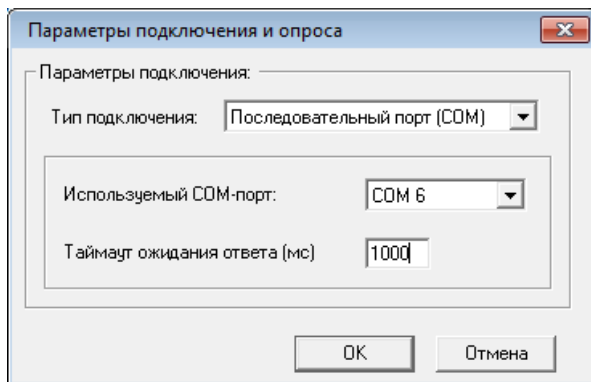 Параметры подключения и опроса
Параметры подключения:
Тип подключения: Последовательный порт (COM)
Используемый COM-порт: COM 6
Таймаут ожидания ответа (мс) 1000
OK Отмена